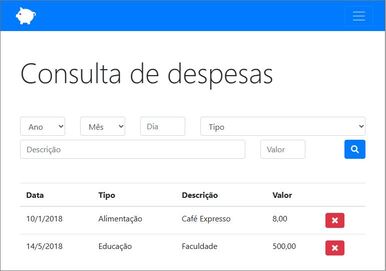 Consulta de despesas
Ano Mês Dia Tipo
Descrição Valor
Data Tipo Descrição Valor
10/1/2018 Alimentação Café Expresso 8,00
14/5/2018 Educação Faculdade 500,00